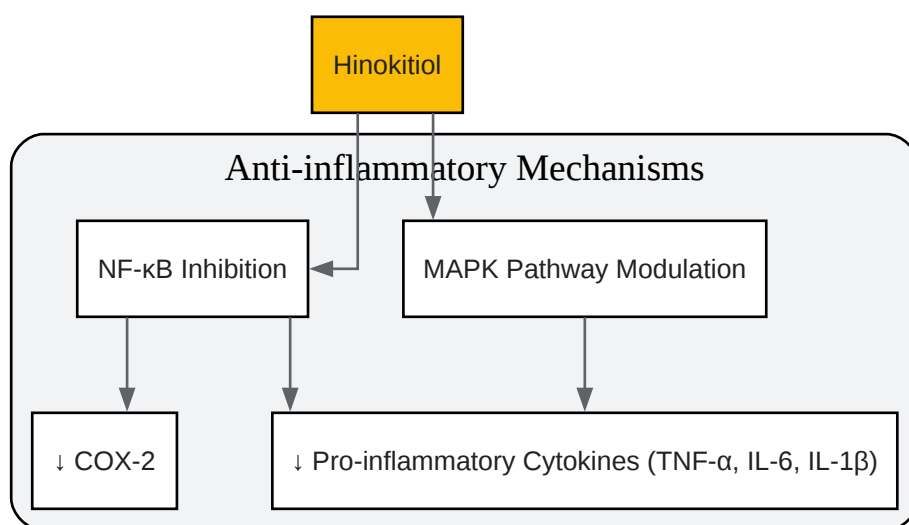 Hinokitiol
Anti-inflammatory Mechanisms
NF-κB Inhibition
MAPK Pathway Modulation
↓ COX-2
↓ Pro-inflammatory Cytokines (TNF-α, IL-6, IL-1β)